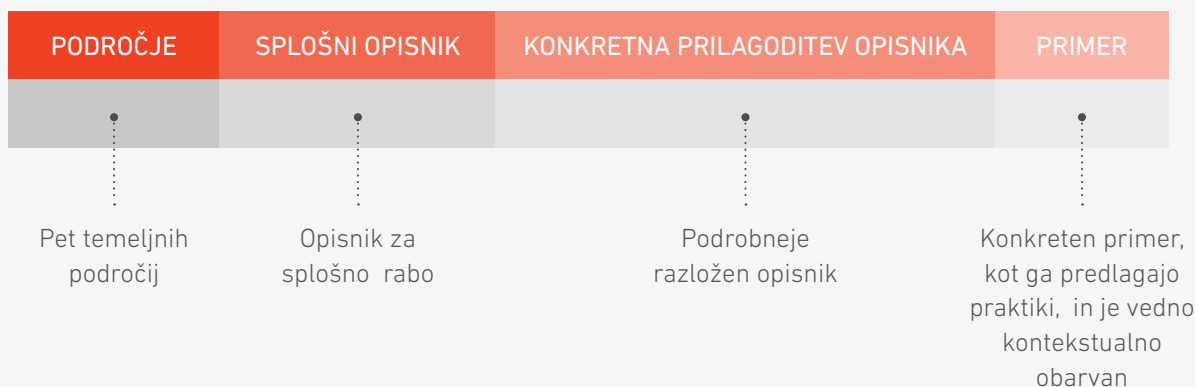 PODROČJE
SPLOŠNI OPISNIK
KONKRETNA PRILAGODITEV OPISNIKA
PRIMER
Pet temeljnih
področij
Opisnik za
splošno rabo
Podrobneje
razložen opisnik
Konkreten primer,
kot ga predlagajo
praktiki, in je vedno
kontekstualno
obarvan